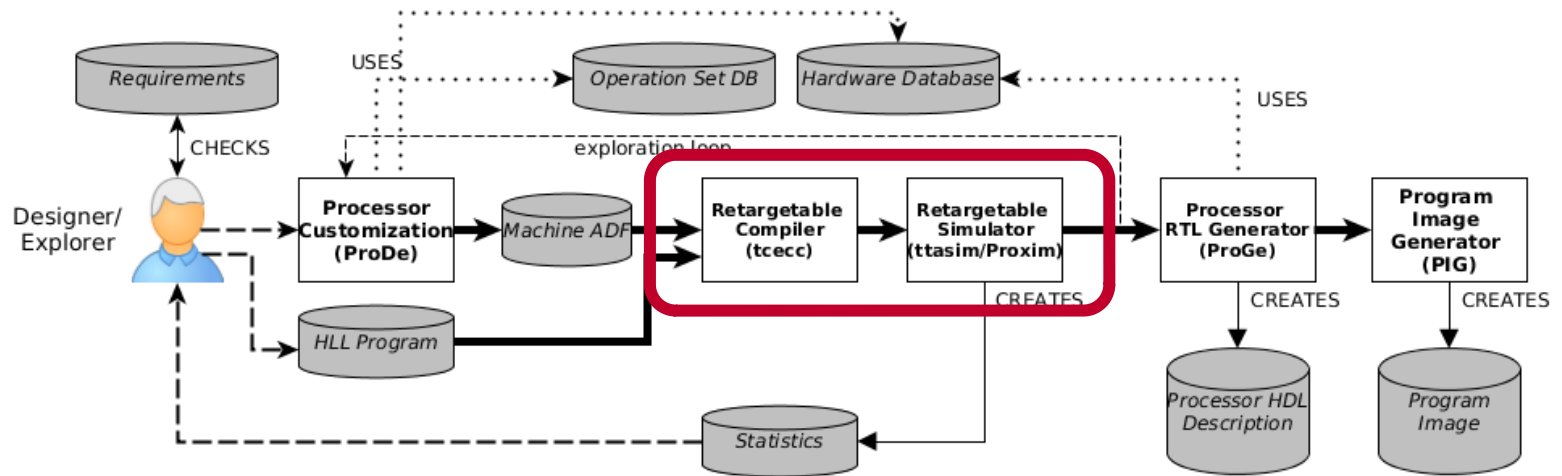 Requirements
USES
Operation Set DB
Hardware Database
USES
CHECKS
exploration loop
Designer/
Explorer
Processor
Customization
(ProDe)
Machine ADF
Retargetable
Compiler
(tcecc)
Retargetable
Simulator
(ttasim/Proxim)
Processor
RTL Generator
(ProGe)
Program
Image
Generator
(PIG)
HLL Program
CREATES
CREATES
CREATES
Statistics
Processor HDL
Description
Program
Image